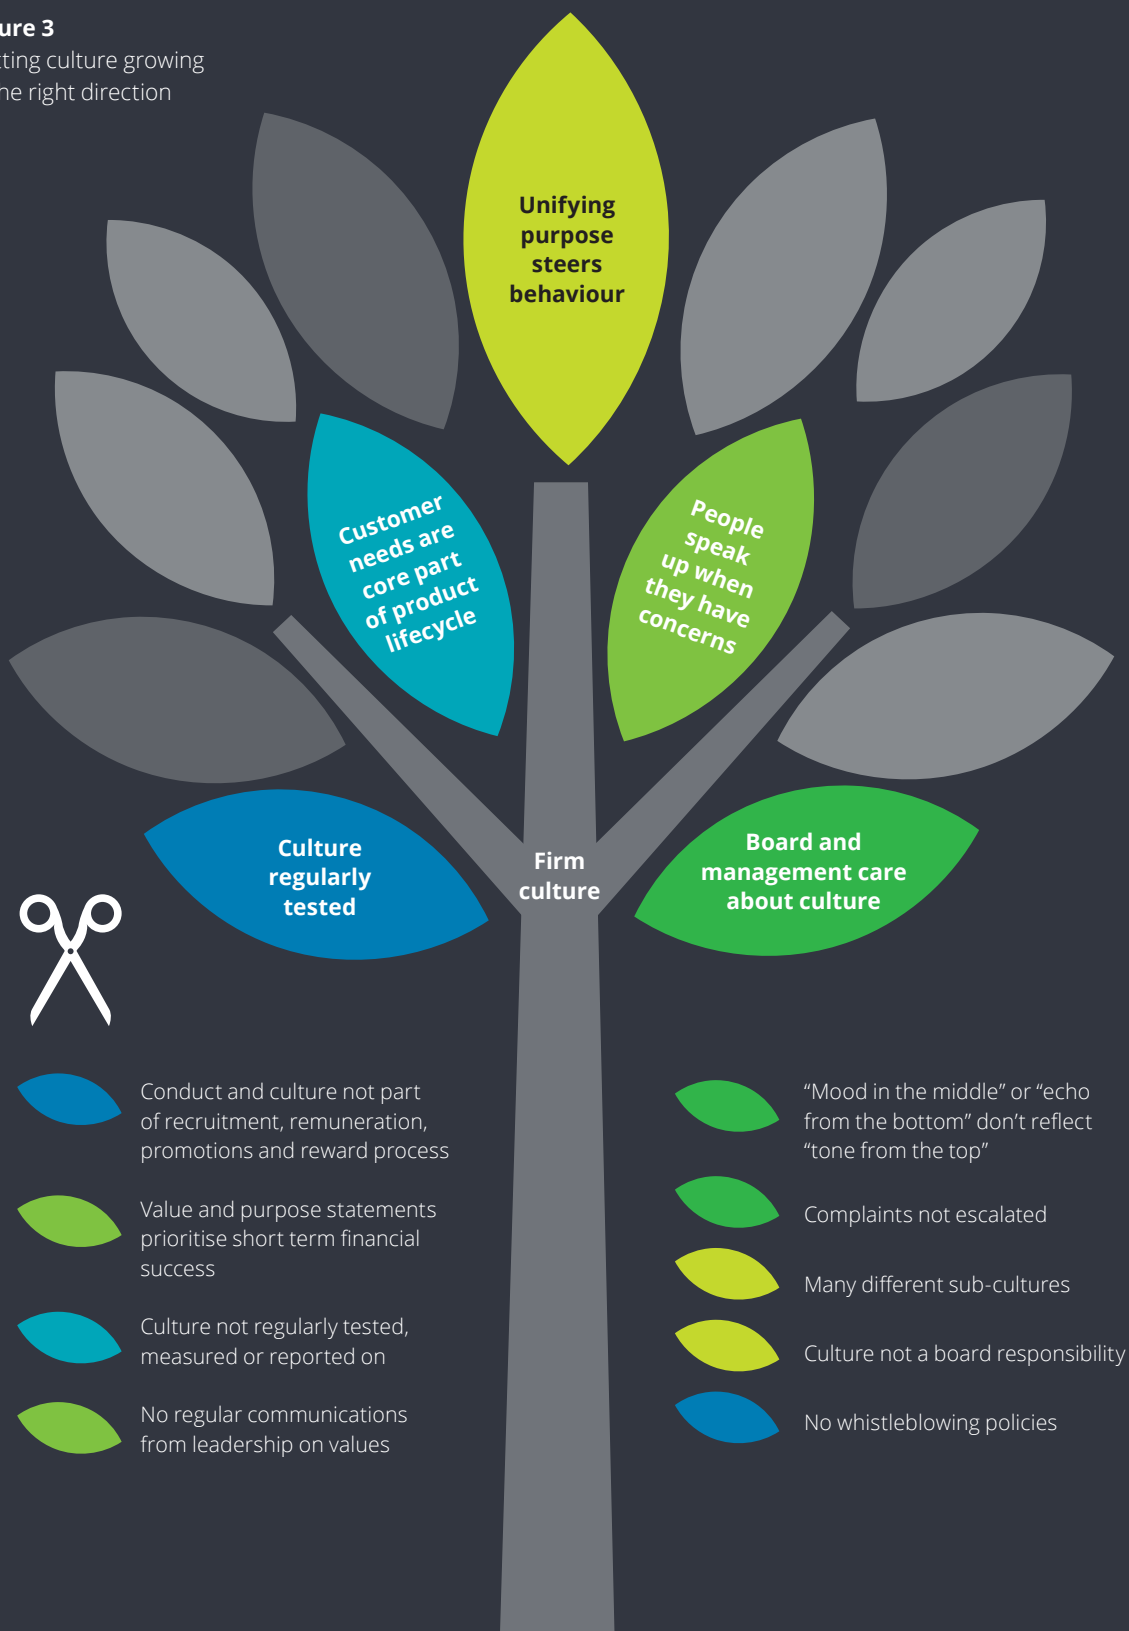 ure 3
ting culture growing
he right direction
Unifying
purpose
steers
behaviour
Customer
needs are
core part
of product
lifecycle
People
speak
up when
they have
concerns
Culture
regularly
tested
Firm
culture
Board and
management care
about culture
Conduct and culture not part
of recruitment, remuneration,
promotions and reward process
Value and purpose statements
prioritise short term financial
success
Culture not regularly tested,
measured or reported on
No regular communications
from leadership on values
“Mood in the middle” or “echo
from the bottom” don’t reflect
“tone from the top”
Complaints not escalated
Many different sub-cultures
Culture not a board responsibility
No whistleblowing policies